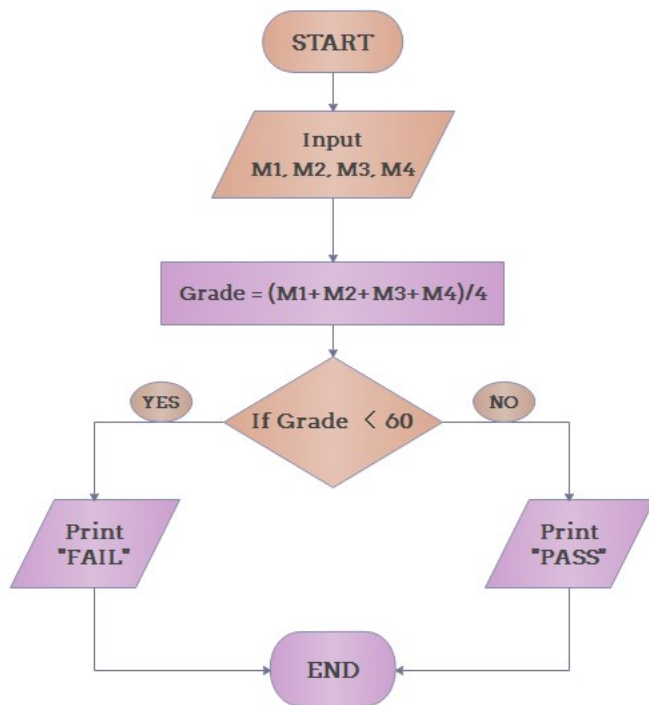 START
Input
M1, M2, M3, M4
Grade = (M1+M2+M3+M4)/4
YES
If Grade < 60
NO
Print
"FAIL"
Print
"PASS"
END